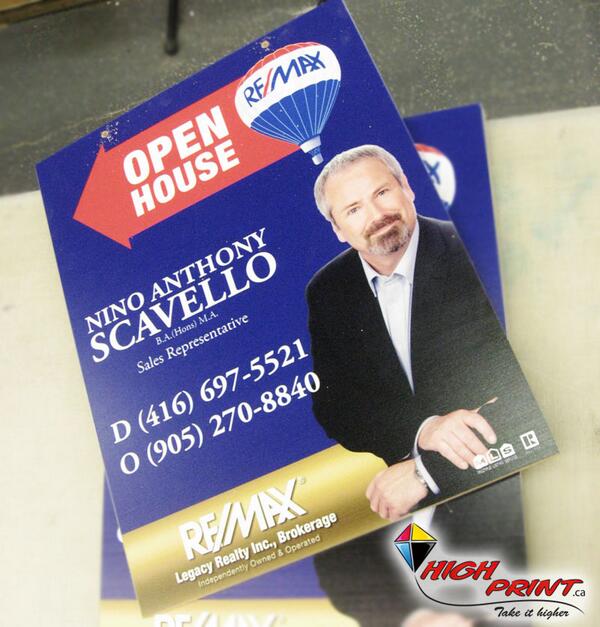 RE/MAX
OPEN
HOUSE
NINO ANTHONY
SCAVELLO
B.A.(Hons) M.A.
Sales Representative
D (416) 697-5521
O (905) 270-8840
RE/MAX®
Legacy Realty Inc., Brokerage
Independently Owned & Operated
MLS
R
HIGH
PRINT.ca
Take it higher